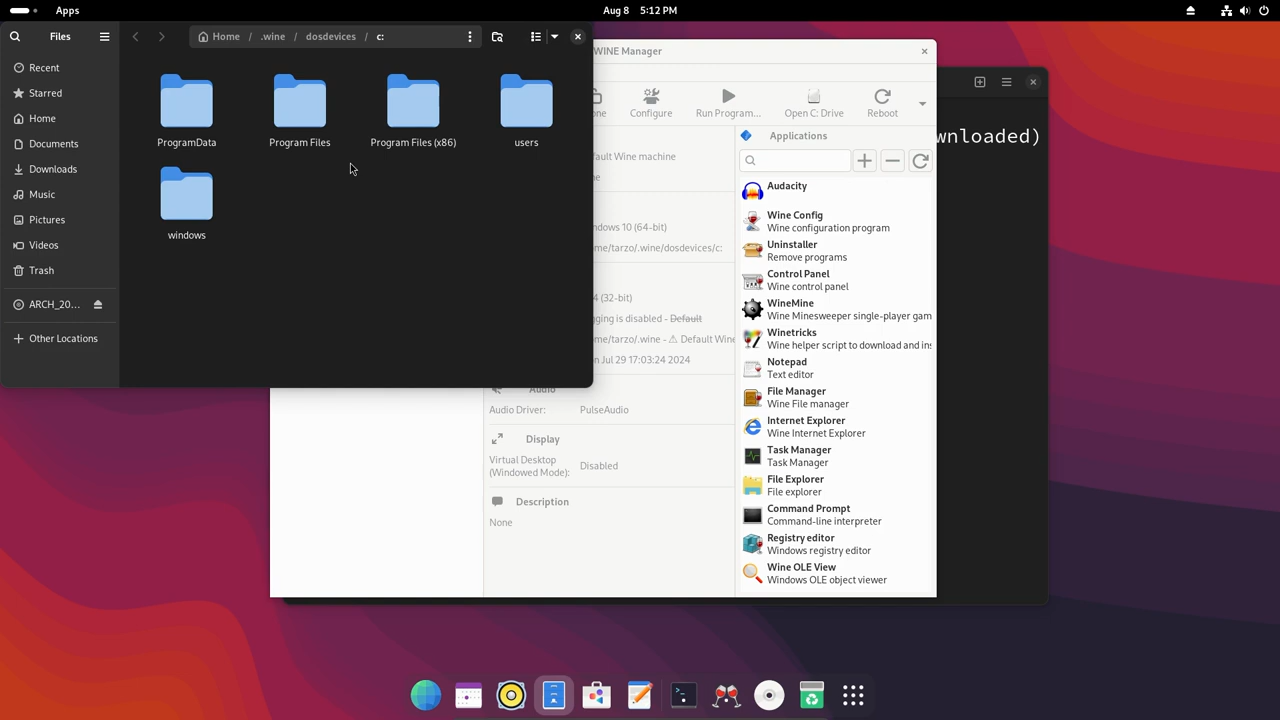 Apps
Aug 8 5:12 PM
Files
Home / .wine / dosdevices / c:
Recent
Starred
Home
Documents
Downloads
Music
Pictures
Videos
Trash
ARCH_20...
Other Locations
ProgramData
Program Files
Program Files (x86)
users
windows
WINE Manager
Configure
Run Program...
Open C: Drive
Reboot
fault Wine machine
ndows 10 (64-bit)
me/tarzo/.wine/dosdevices/c:
4 (32-bit)
gging is disabled - Default
me/tarzo/.wine - ⚠ Default Wine
n Jul 29 17:03:24 2024
Audio
Audio Driver: PulseAudio
Display
Virtual Desktop
(Windowed Mode):
Disabled
Description
None
Applications
Audacity
Wine Config
Wine configuration program
Uninstaller
Remove programs
Control Panel
Wine control panel
WineMine
Wine Minesweeper single-player gam
Winetricks
Wine helper script to download and ins
Notepad
Text editor
File Manager
Wine File manager
Internet Explorer
Wine Internet Explorer
Task Manager
Task Manager
File Explorer
File explorer
Command Prompt
Command-line interpreter
Registry editor
Windows registry editor
Wine OLE View
Windows OLE object viewer
wnloaded)